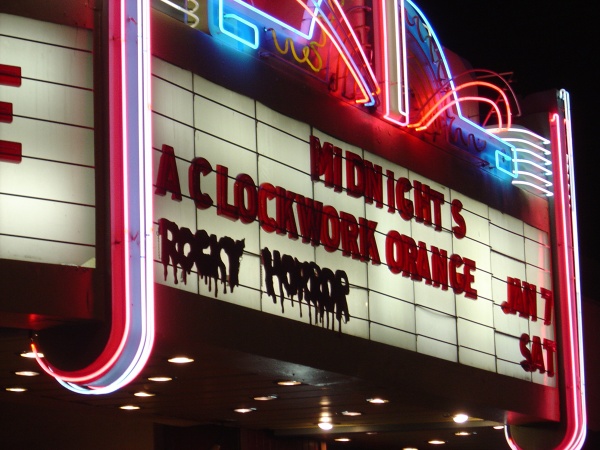 MIDNIGHTS
A CLOCKWORK ORANGE JAN 7
ROCKY HORROR SAT
E